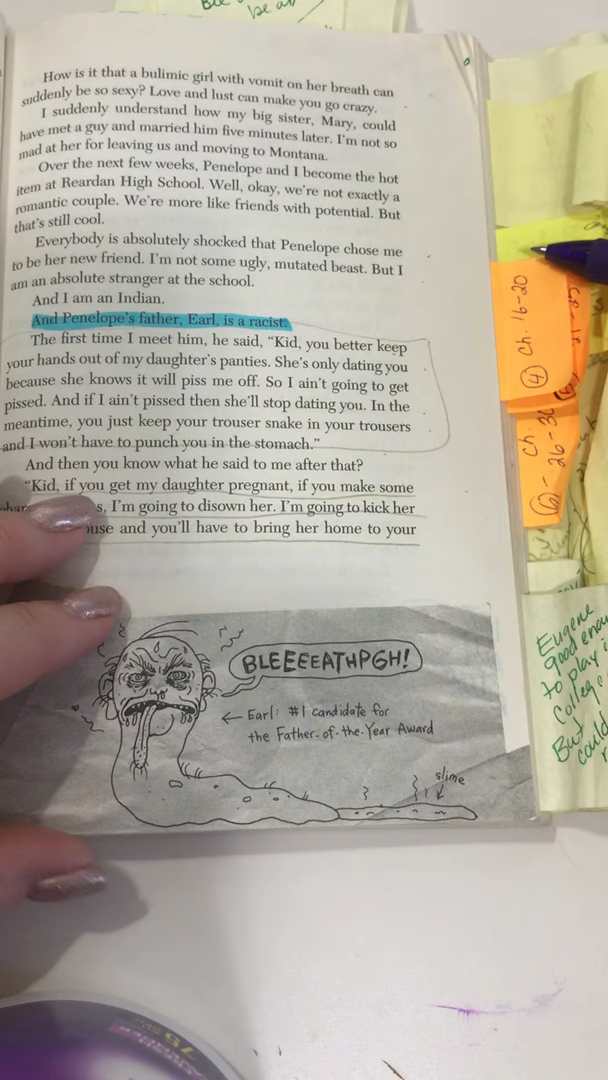 be a
How is it that a bulimic girl with vomit on her breath can
suddenly be so sexy? Love and lust can make you go crazy.
I suddenly understand how my big sister, Mary, could
have met a guy and married him five minutes later. I'm not so
mad at her for leaving us and moving to Montana.
Over the next few weeks, Penelope and I become the hot
item at Reardan High School. Well, okay, we're not exactly a
romantic couple. We're more like friends with potential. But
that's still cool.
Everybody is absolutely shocked that Penelope chose me
to be her new friend. I'm not some ugly, mutated beast. But I
am an absolute stranger at the school.
And I am an Indian.
And Penelope's father, Earl, is a racist.
The first time I meet him, he said, “Kid, you better keep
your hands out of my daughter's panties. She's only dating you
because she knows it will piss me off. So I ain't going to get
pissed. And if I ain't pissed then she'll stop dating you. In the
meantime, you just keep your trouser snake in your trousers
and I won't have to punch you in the stomach.”
And then you know what he said to me after that?
“Kid, if you get my daughter pregnant, if you make some
I'm going to disown her. I'm going to kick her
and you'll have to bring her home to your
BLEEEEATHPGH!
← Earl: #1 candidate for
the Father-of-the-Year Award
slime
④ ch. 16-20
⑥ - ch. 26-
Eugene
good
to play
college
But
could
75